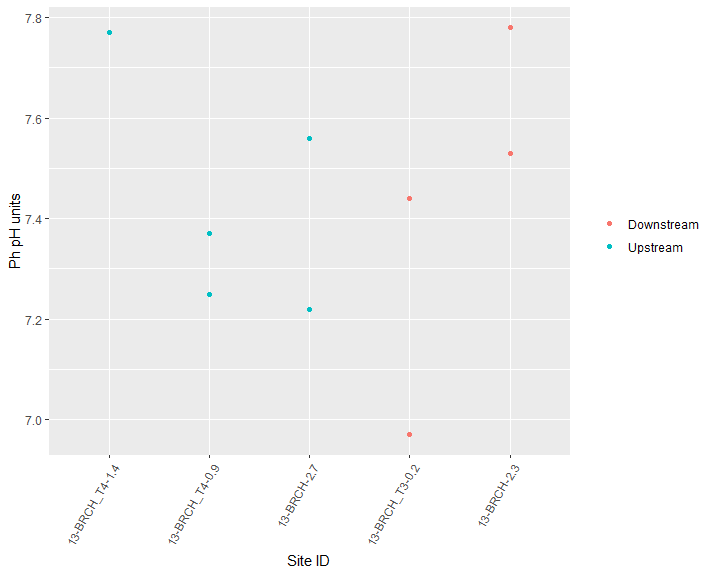 7.8
7.6
7.4
7.2
7.0
Ph pH units
13-BRCH_T4-1.4
13-BRCH_T4-0.9
13-BRCH-2.7
13-BRCH_T3-0.2
13-BRCH-2.3
Site ID
Downstream
Upstream